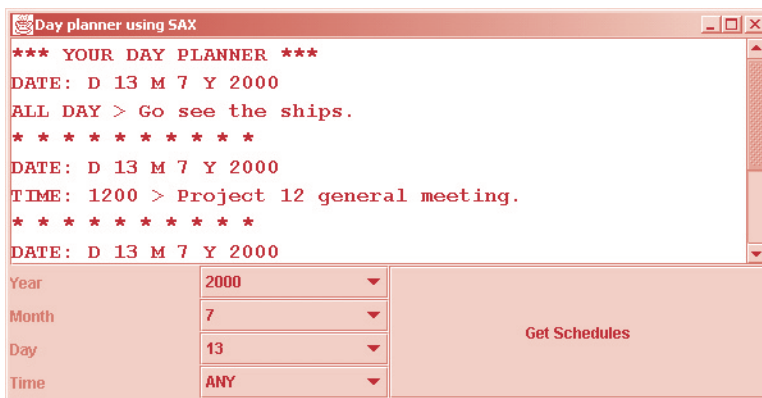 Day planner using SAX
*** YOUR DAY PLANNER ***
DATE: D 13 M 7 Y 2000
ALL DAY > Go see the ships.
* * * * * * * * * *
DATE: D 13 M 7 Y 2000
TIME: 1200 > Project 12 general meeting.
* * * * * * * * * *
DATE: D 13 M 7 Y 2000
Year 2000
Month 7
Day 13
Time ANY
Get Schedules